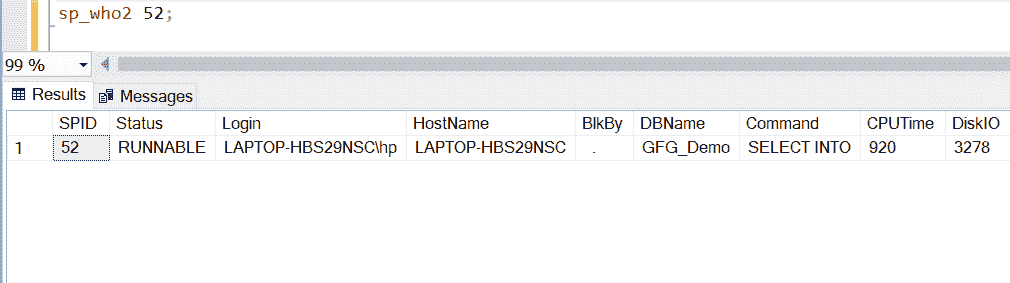 sp_who2 52;
99 %
Results Messages
SPID Status Login HostName BlkBy DBName Command CPUTime DiskIO
1 52 RUNNABLE LAPTOP-HBS29NSC\hp LAPTOP-HBS29NSC . GFG_Demo SELECT INTO 920 3278